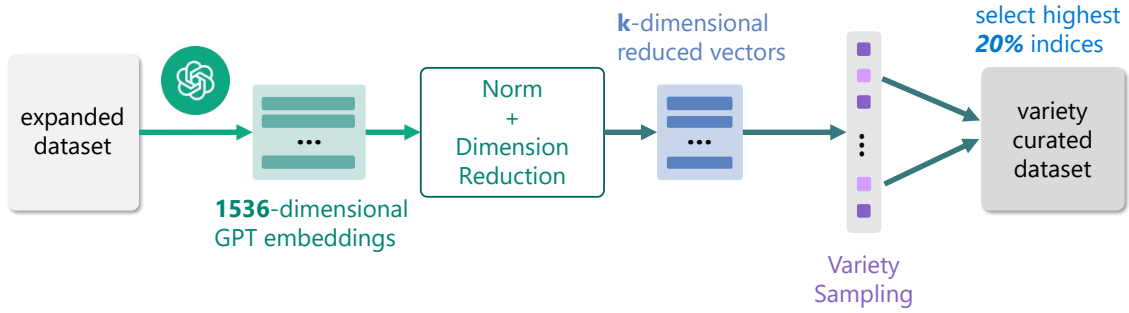 expanded
dataset
1536-dimensional
GPT embeddings
...
Norm
+
Dimension
Reduction
k-dimensional
reduced vectors
...
...
Variety
Sampling
select highest
20% indices
variety
curated
dataset